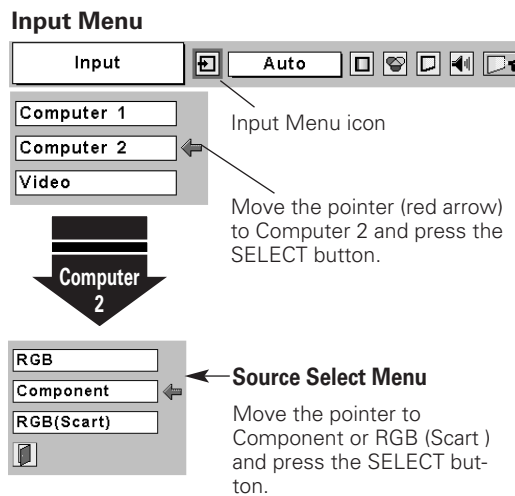 Input Menu
Input
Auto
Computer 1
Computer 2
Video
Input Menu icon
Move the pointer (red arrow)
to Computer 2 and press the
SELECT button.
Computer
2
RGB
Component
RGB(Scart)
Source Select Menu
Move the pointer to
Component or RGB (Scart )
and press the SELECT but-
ton.